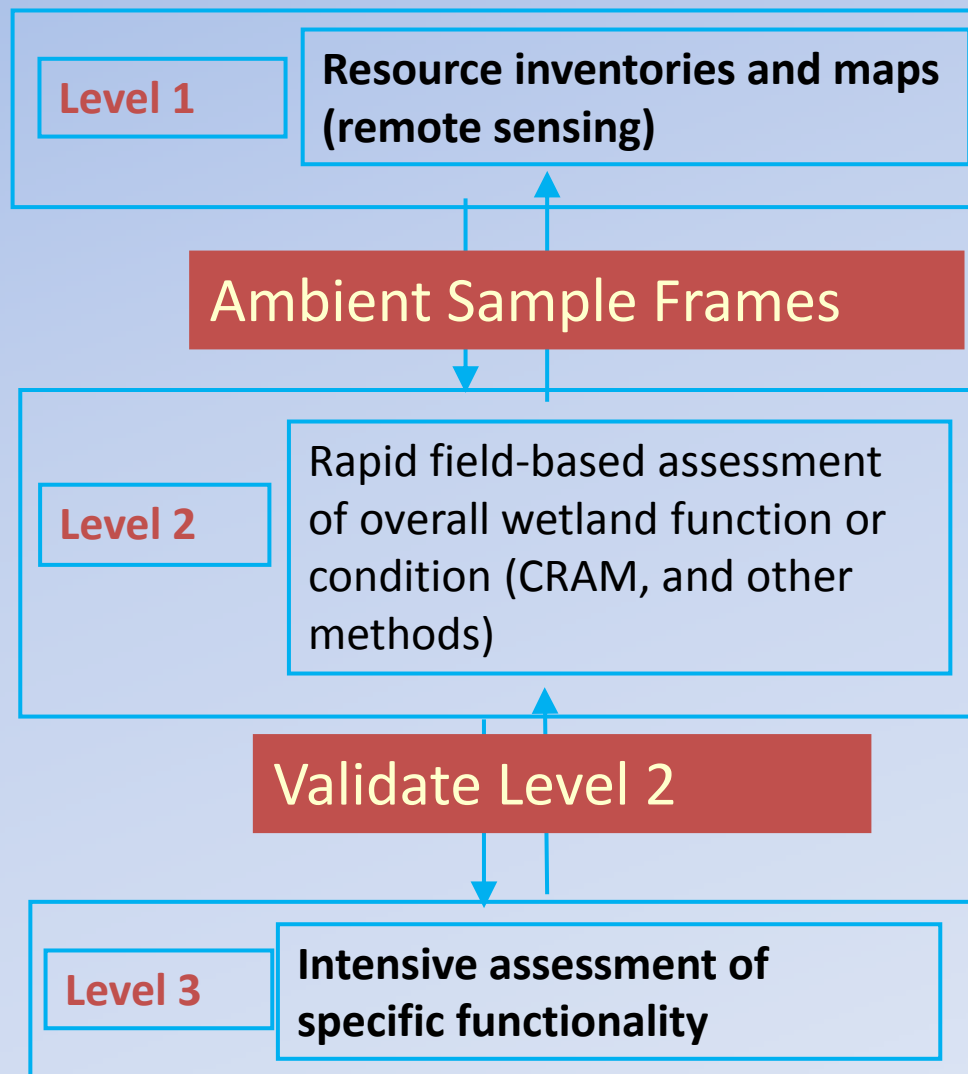 Level 1
Resource inventories and maps
(remote sensing)
Ambient Sample Frames
Level 2
Rapid field-based assessment
of overall wetland function or
condition (CRAM, and other
methods)
Validate Level 2
Level 3
Intensive assessment of
specific functionality